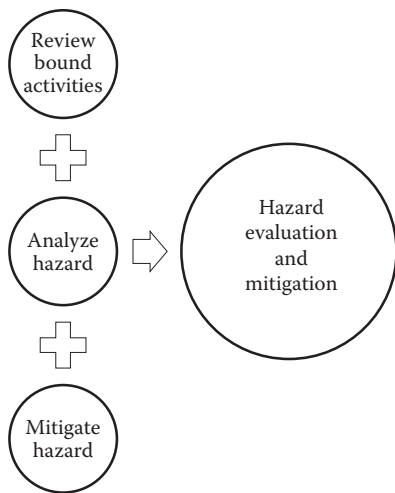 Review
bound
activities
Analyze
hazard
Mitigate
hazard
Hazard
evaluation
and
mitigation